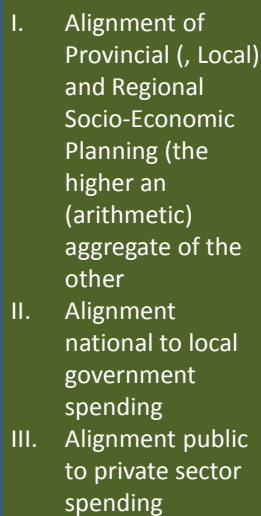 I. Alignment of
Provincial (, Local)
and Regional
Socio-Economic
Planning (the
higher an
(arithmetic)
aggregate of the
other
II. Alignment
national to local
government
spending
III. Alignment public
to private sector
spending